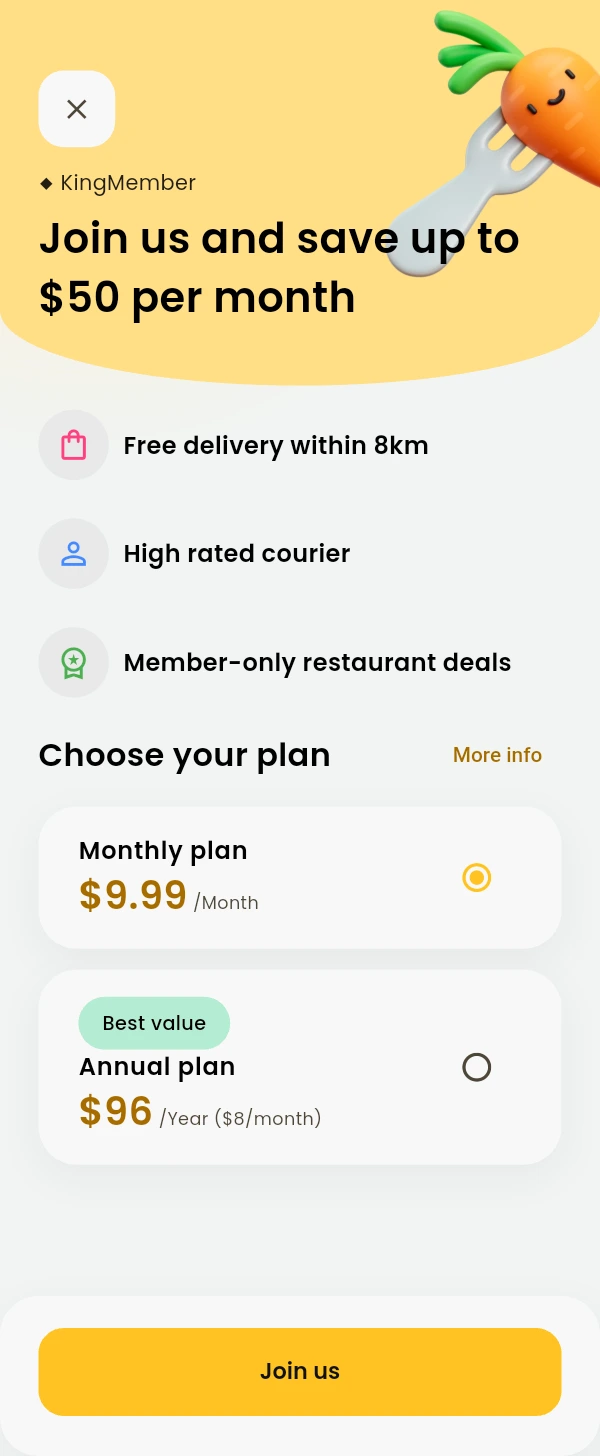 KingMember
Join us and save up to
$50 per month
Free delivery within 8km
High rated courier
Member-only restaurant deals
Choose your plan
More info
Monthly plan
$9.99 /Month
Best value
Annual plan
$96 /Year ($8/month)
Join us